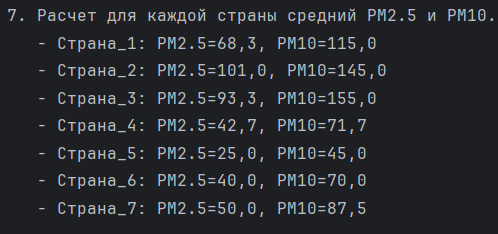 7. Расчет для каждой страны средний PM2.5 и PM10.
- Страна_1: PM2.5=68,3, PM10=115,0
- Страна_2: PM2.5=101,0, PM10=145,0
- Страна_3: PM2.5=93,3, PM10=155,0
- Страна_4: PM2.5=42,7, PM10=71,7
- Страна_5: PM2.5=25,0, PM10=45,0
- Страна_6: PM2.5=40,0, PM10=70,0
- Страна_7: PM2.5=50,0, PM10=87,5